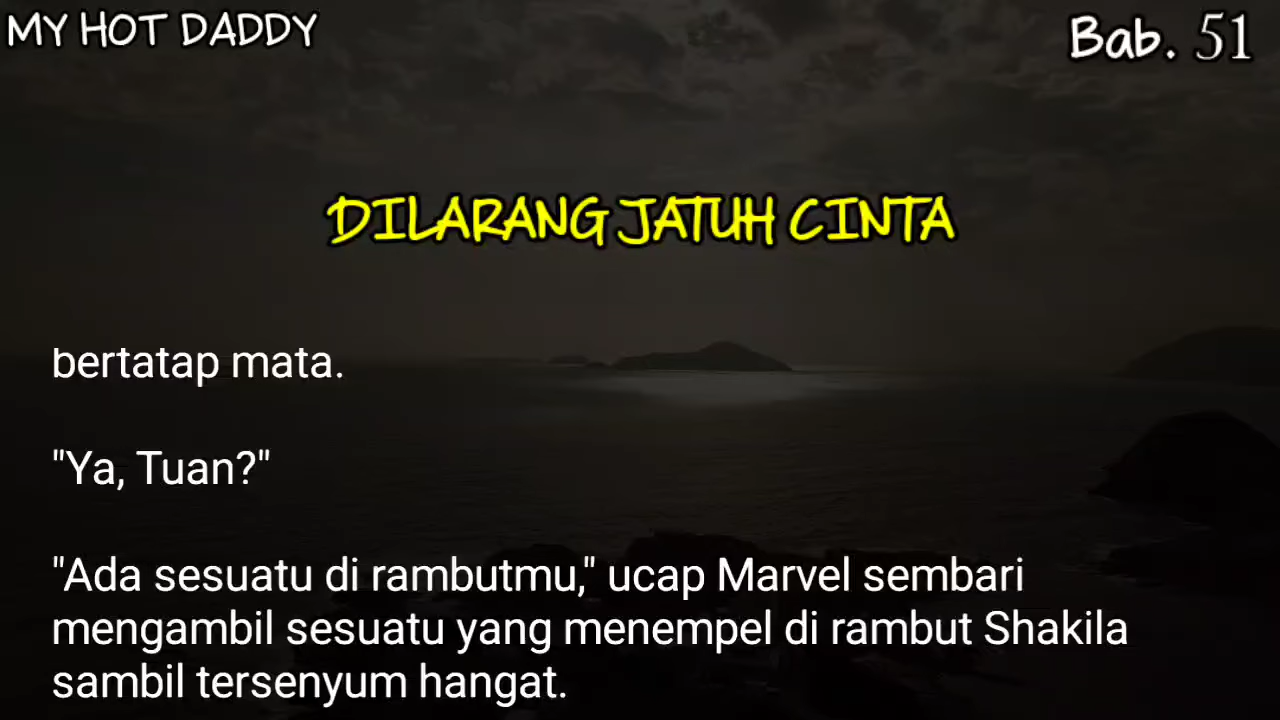 MY HOT DADDY
Bab. 51
DILARANG JATUH CINTA
bertatap mata.
"Ya, Tuan?"
"Ada sesuatu di rambutmu," ucap Marvel sembari
mengambil sesuatu yang menempel di rambut Shakila
sambil tersenyum hangat.